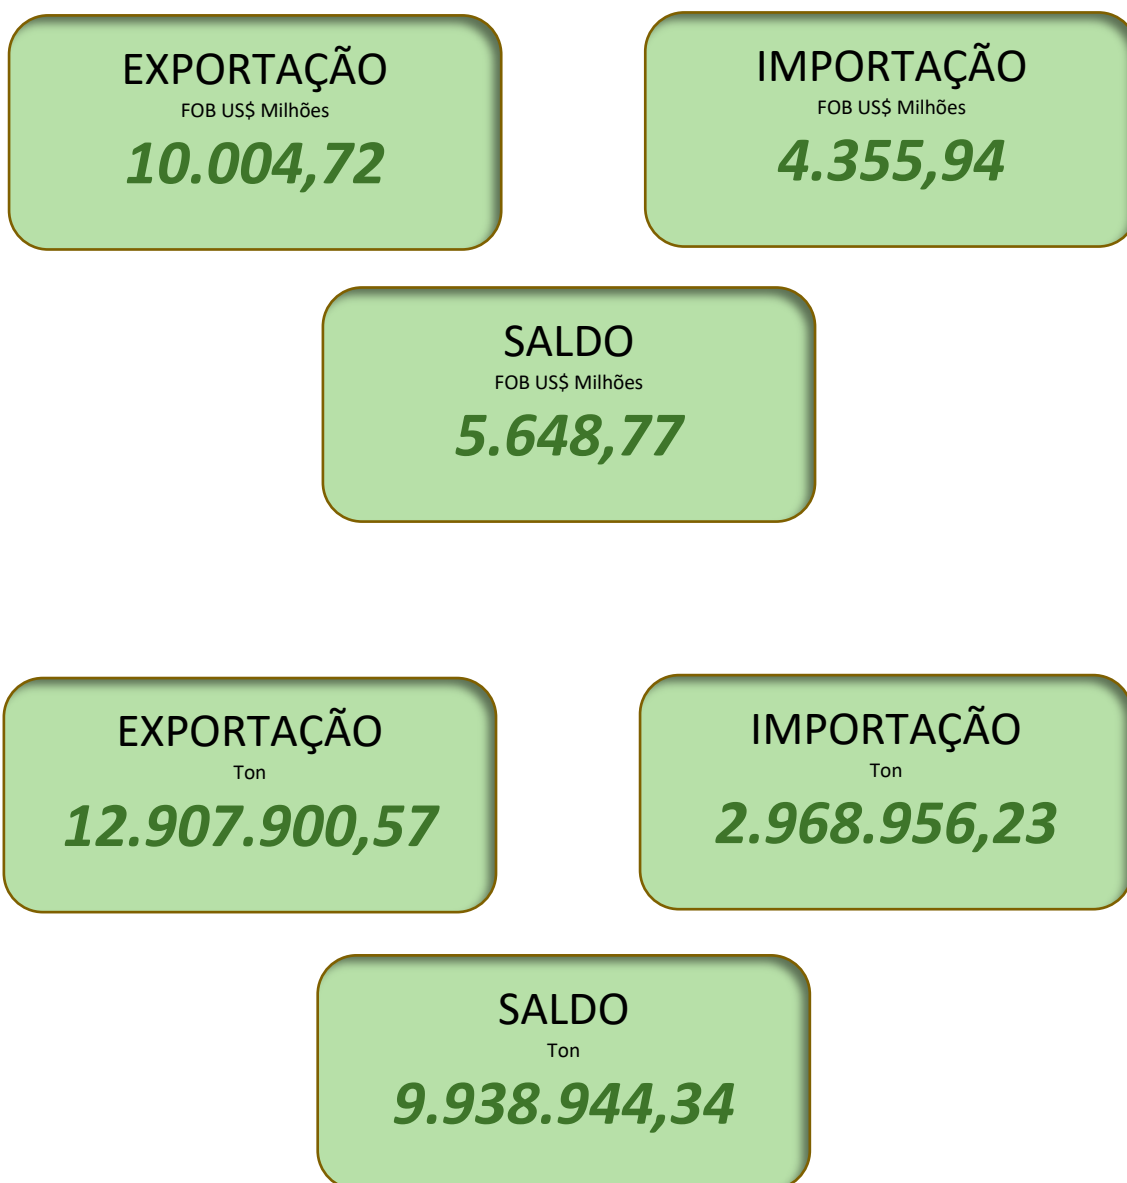 EXPORTAÇÃO
FOB US$ Milhões
10.004,72
IMPORTAÇÃO
FOB US$ Milhões
4.355,94
SALDO
FOB US$ Milhões
5.648,77
EXPORTAÇÃO
Ton
12.907.900,57
IMPORTAÇÃO
Ton
2.968.956,23
SALDO
Ton
9.938.944,34